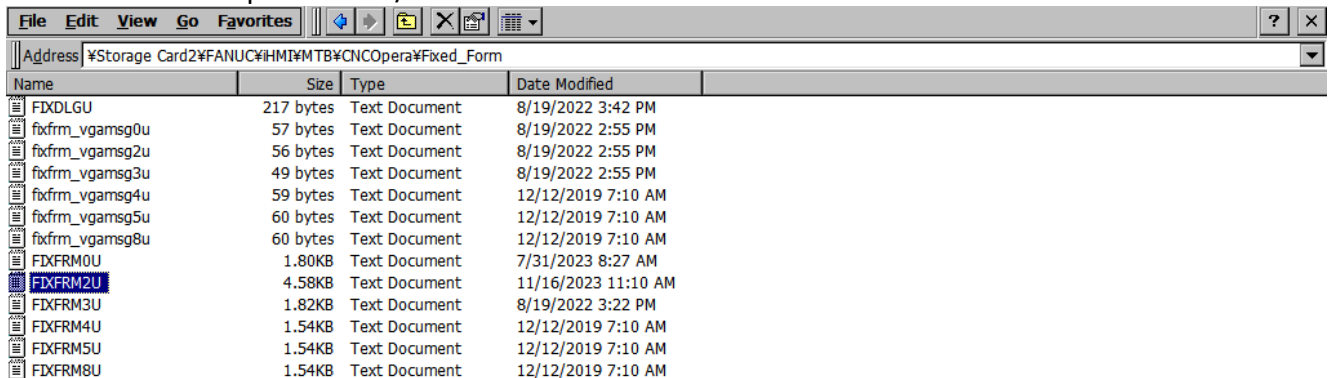 File Edit View Go Favorites ? ×
Address ¥Storage Card2¥FANUC¥iHMI¥MTB¥CNCOpera¥Fixed_Form
Name Size Type Date Modified
FIXDLGU 217 bytes Text Document 8/19/2022 3:42 PM
fixfrm_vgamsg0u 57 bytes Text Document 8/19/2022 2:55 PM
fixfrm_vgamsg2u 56 bytes Text Document 8/19/2022 2:55 PM
fixfrm_vgamsg3u 49 bytes Text Document 8/19/2022 2:55 PM
fixfrm_vgamsg4u 59 bytes Text Document 12/12/2019 7:10 AM
fixfrm_vgamsg5u 60 bytes Text Document 12/12/2019 7:10 AM
fixfrm_vgamsg8u 60 bytes Text Document 12/12/2019 7:10 AM
FIXFRM0U 1.80KB Text Document 7/31/2023 8:27 AM
FIXFRM2U 4.58KB Text Document 11/16/2023 11:10 AM
FIXFRM3U 1.82KB Text Document 8/19/2022 3:22 PM
FIXFRM4U 1.54KB Text Document 12/12/2019 7:10 AM
FIXFRM5U 1.54KB Text Document 12/12/2019 7:10 AM
FIXFRM8U 1.54KB Text Document 12/12/2019 7:10 AM